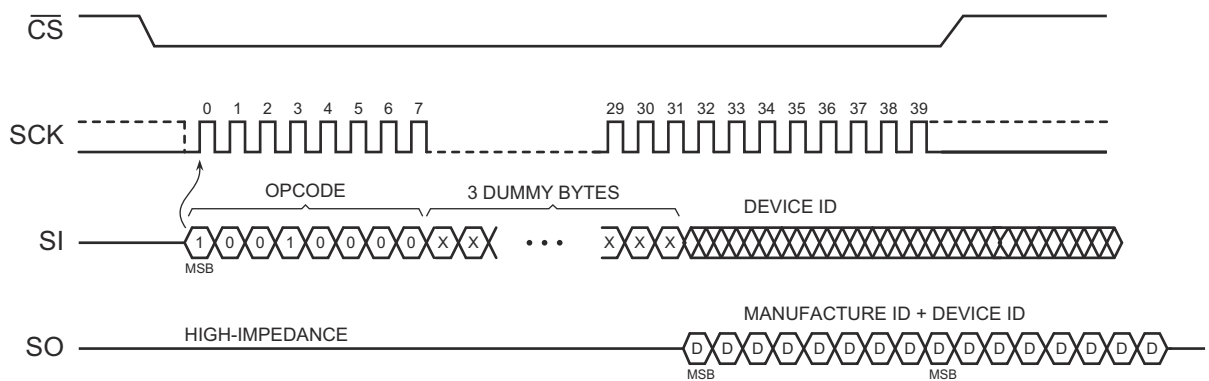 CS
0 1 2 3 4 5 6 7 29 30 31 32 33 34 35 36 37 38 39
SCK
OPCODE 3 DUMMY BYTES DEVICE ID
SI 1 0 0 1 0 0 0 0 X X • • • X X X
MSB
MANUFACTURE ID + DEVICE ID
HIGH-IMPEDANCE
SO D D D D D D D D D D D D D D D D
MSB MSB